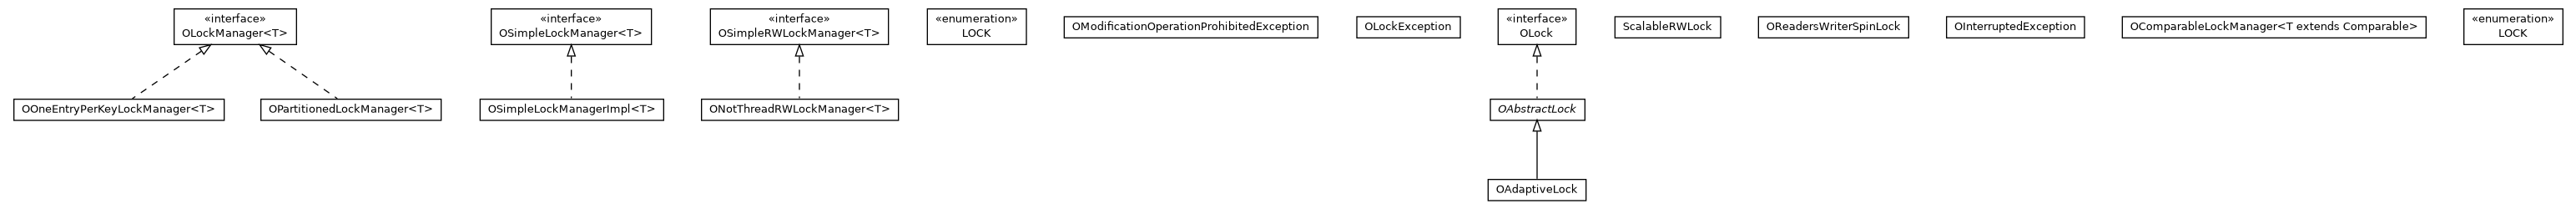 «interface»
OLockManager<T>
«interface»
OSimpleLockManager<T>
«interface»
OSimpleRWLockManager<T>
«enumeration»
LOCK
OModificationOperationProhibitedException
OLockException
«interface»
OLock
ScalableRWLock
OReadersWriterSpinLock
OInterruptedException
OComparableLockManager<T extends Comparable>
«enumeration»
LOCK
OOneEntryPerKeyLockManager<T>
OPartitionedLockManager<T>
OSimpleLockManagerImpl<T>
ONotThreadRWLockManager<T>
OAbstractLock
OAdaptiveLock